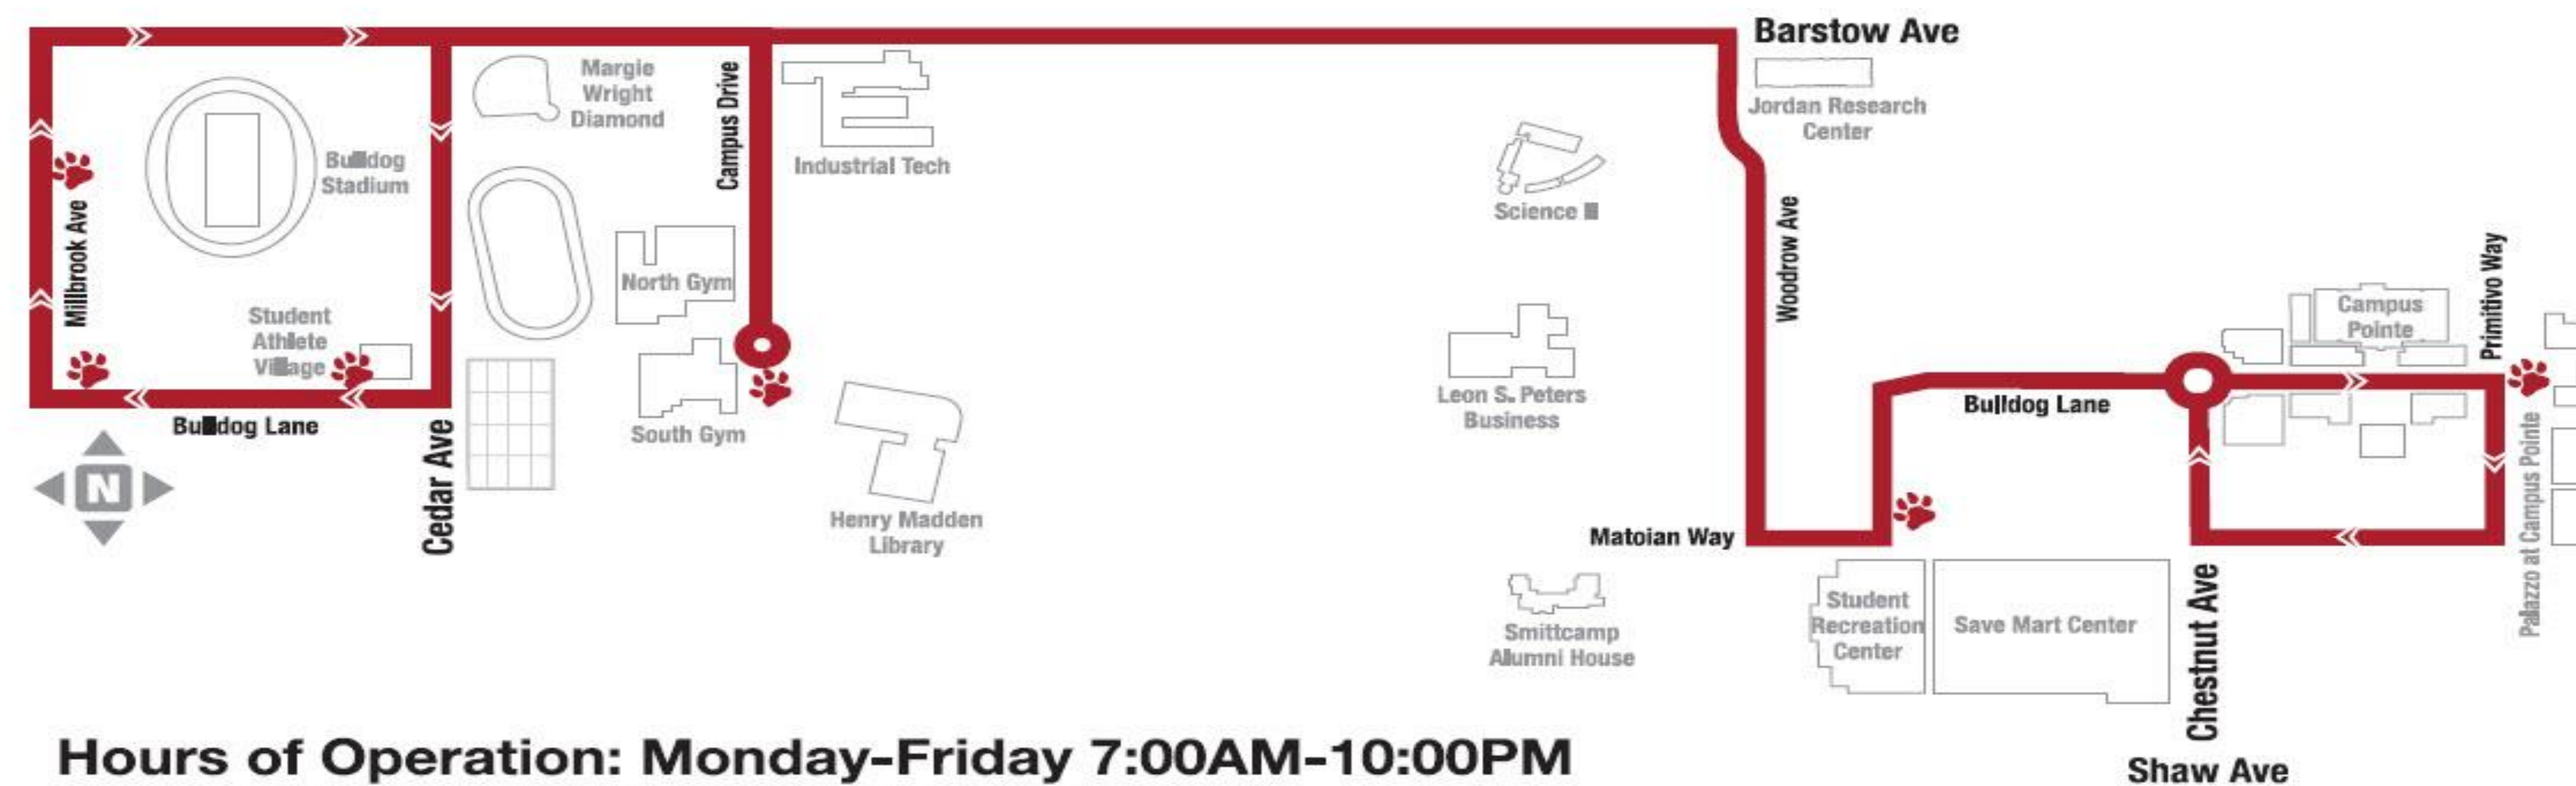 Barstow Ave
Margie
Wright
Diamond
Campus Drive
Jordan Research
Center
Industrial Tech
Bulldog
Stadium
Millbrook Ave
Science II
Woodrow Ave
North Gym
Student
Athlete
Village
Primitivo Way
Campus
Pointe
Leon S. Peters
Business
Bulldog Lane
Bulldog Lane
South Gym
Cedar Ave
N
Henry Madden
Library
Matoian Way
Palazzo at Campus Pointe
Smittcamp
Alumni House
Student
Recreation
Center
Save Mart Center
Chestnut Ave
Hours of Operation: Monday-Friday 7:00AM-10:00PM
Shaw Ave